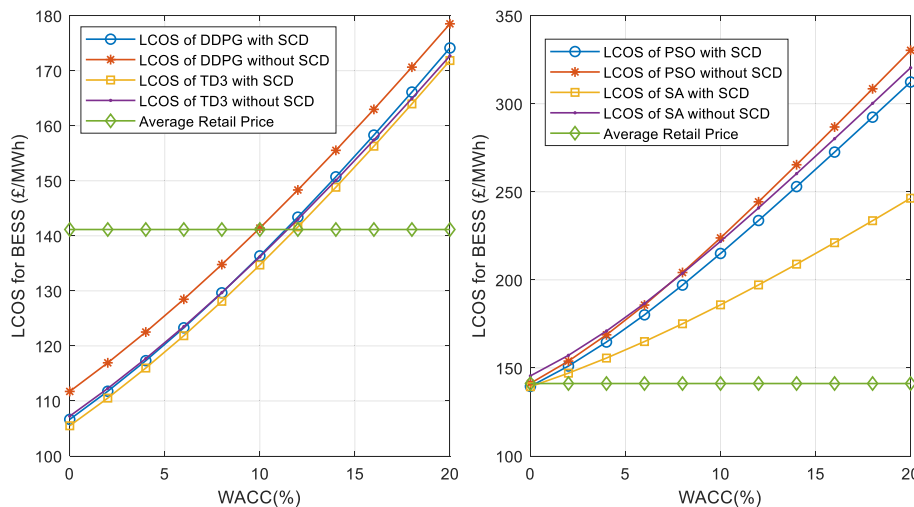 180
170
160
150
140
130
120
110
100
LCOS for BESS (£/MWh)
LCOS of DDPG with SCD
LCOS of DDPG without SCD
LCOS of TD3 with SCD
LCOS of TD3 without SCD
Average Retail Price
0 5 10 15 20
WACC(%)
350
300
250
200
150
100
LCOS for BESS (£/MWh)
LCOS of PSO with SCD
LCOS of PSO without SCD
LCOS of SA with SCD
LCOS of SA without SCD
Average Retail Price
0 5 10 15 20
WACC(%)